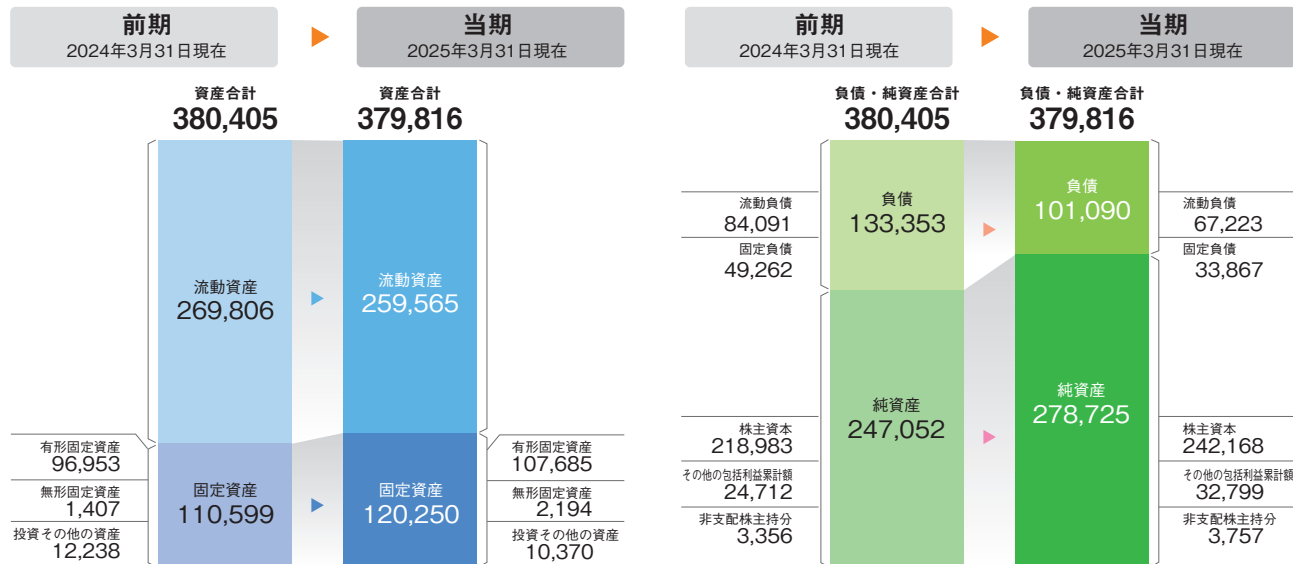 前期
2024年3月31日現在
当期
2025年3月31日現在
資産合計
380,405
資産合計
379,816
流動資産
269,806
流動資産
259,565
有形固定資産
96,953
無形固定資産
1,407
投資その他の資産
12,238
固定資産
110,599
固定資産
120,250
有形固定資産
107,685
無形固定資産
2,194
投資その他の資産
10,370
前期
2024年3月31日現在
当期
2025年3月31日現在
負債・純資産合計
380,405
負債・純資産合計
379,816
流動負債
84,091
固定負債
49,262
負債
133,353
負債
101,090
流動負債
67,223
固定負債
33,867
株主資本
218,983
その他の包括利益累計額
24,712
非支配株主持分
3,356
純資産
247,052
純資産
278,725
株主資本
242,168
その他の包括利益累計額
32,799
非支配株主持分
3,757